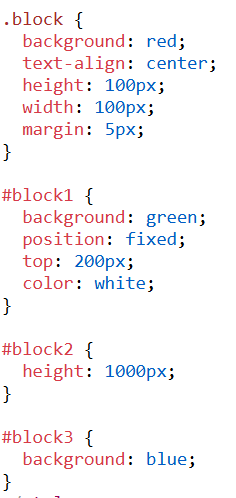 .block {
  background: red;
  text-align: center;
  height: 100px;
  width: 100px;
  margin: 5px;
}

#block1 {
  background: green;
  position: fixed;
  top: 200px;
  color: white;
}

#block2 {
  height: 1000px;
}

#block3 {
  background: blue;
}